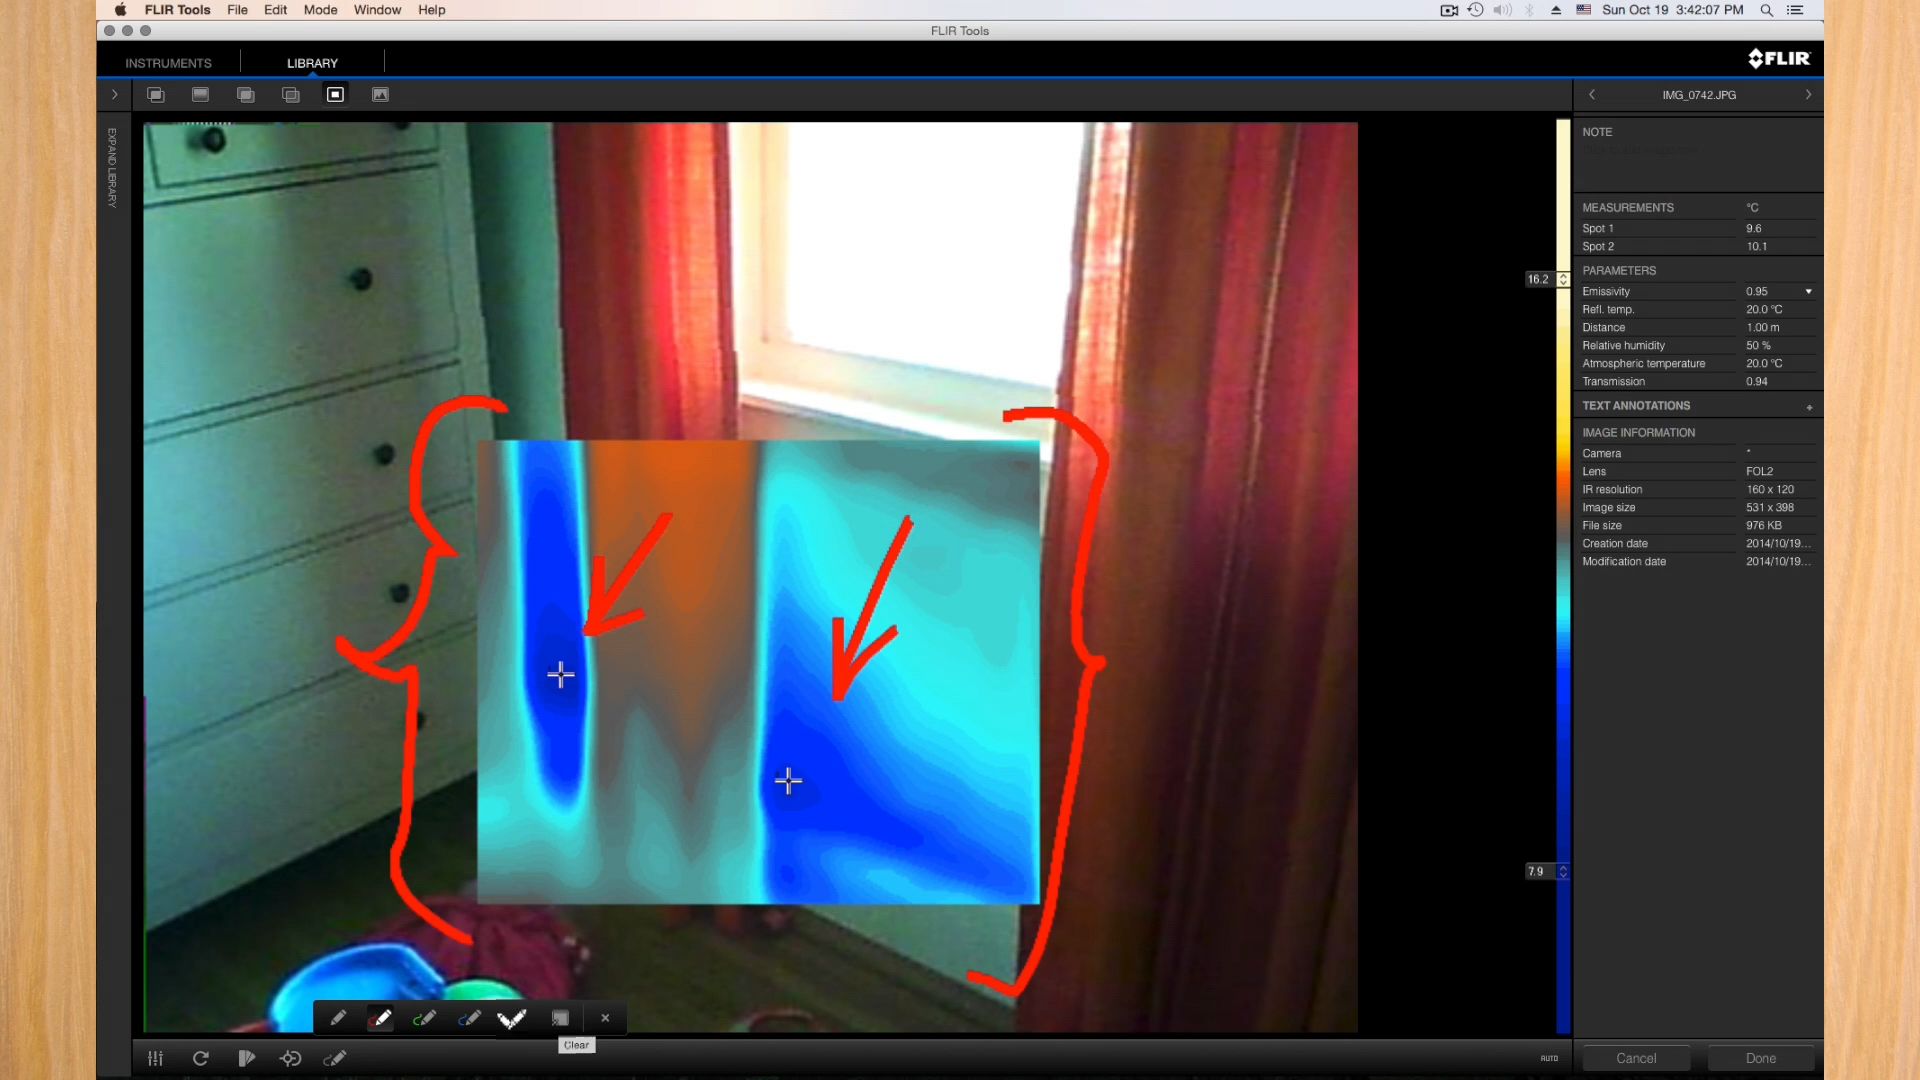 FLIR Tools File Edit Mode Window Help Sun Oct 19 3:42:07 PM
FLIR Tools
INSTRUMENTS LIBRARY FLIR
IMG_0742.JPG
EXPAND LIBRARY
NOTE
MEASUREMENTS °C
Spot 1 9.6
Spot 2 10.1
PARAMETERS
16.2
Emissivity 0.95
Refl. temp. 20.0 °C
Distance 1.00 m
Relative humidity 50 %
Atmospheric temperature 20.0 °C
Transmission 0.94
TEXT ANNOTATIONS +
IMAGE INFORMATION
Camera *
Lens FOL2
IR resolution 160 x 120
Image size 531 x 398
File size 976 KB
Creation date 2014/10/19...
Modification date 2014/10/19...
7.9
Clear
AUTO Cancel Done